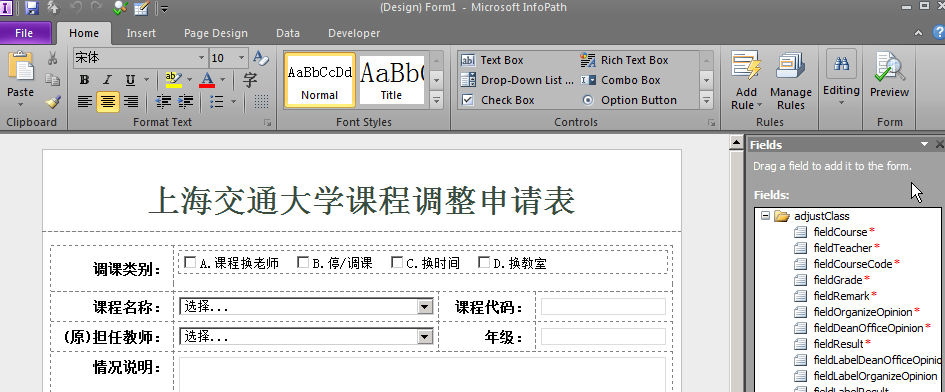 (Design) Form1 - Microsoft InfoPath
File Home Insert Page Design Data Developer
宋体 10
AaBbCcDd AaBbCc
Text Box Rich Text Box
Paste
B I U ab A 字
Normal Title
Drop-Down List ... Combo Box
Add Rule Manage Rules Editing Preview
Check Box Option Button
Clipboard Format Text Font Styles Controls Rules Form
Fields
Drag a field to add it to the form.
上海交通大学课程调整申请表
Fields:
adjustClass
fieldCourse *
fieldTeacher *
调课类别: A.课程换老师 B.停/调课 C.换时间 D.换教室
fieldCourseCode *
fieldGrade *
fieldRemark *
课程名称: 选择... 课程代码:
fieldOrganizeOpinion *
fieldDeanOfficeOpinion *
(原)担任教师: 选择... 年级:
fieldResult *
fieldLabelDeanOfficeOpinio
情况说明:
fieldLabelOrganizeOpinion
fieldLabelResult